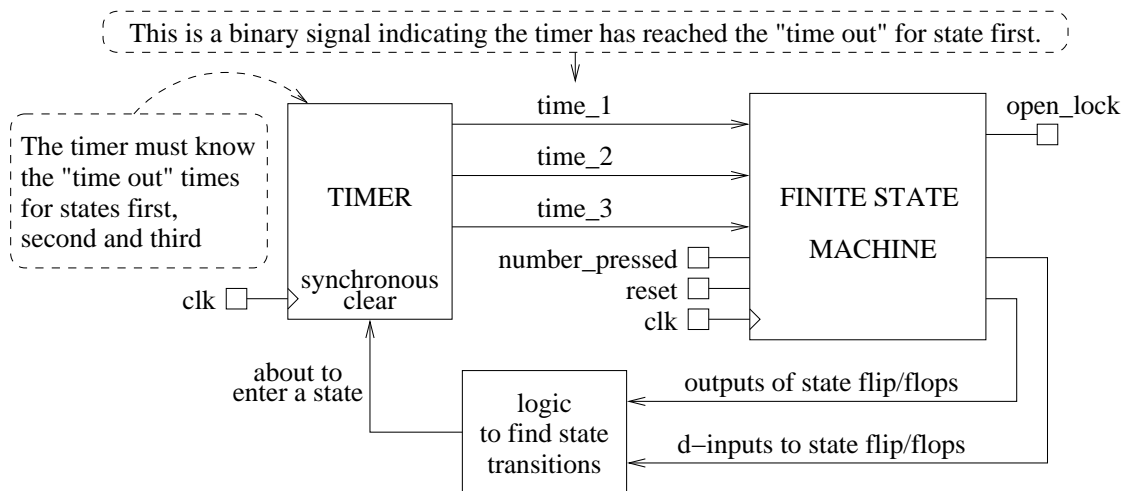 This is a binary signal indicating the timer has reached the "time out" for state first.
The timer must know
the "time out" times
for states first,
second and third
TIMER
synchronous
clear
clk
time_1
time_2
time_3
number_pressed
reset
clk
FINITE STATE
MACHINE
open_lock
about to
enter a state
logic
to find state
transitions
outputs of state flip/flops
d−inputs to state flip/flops